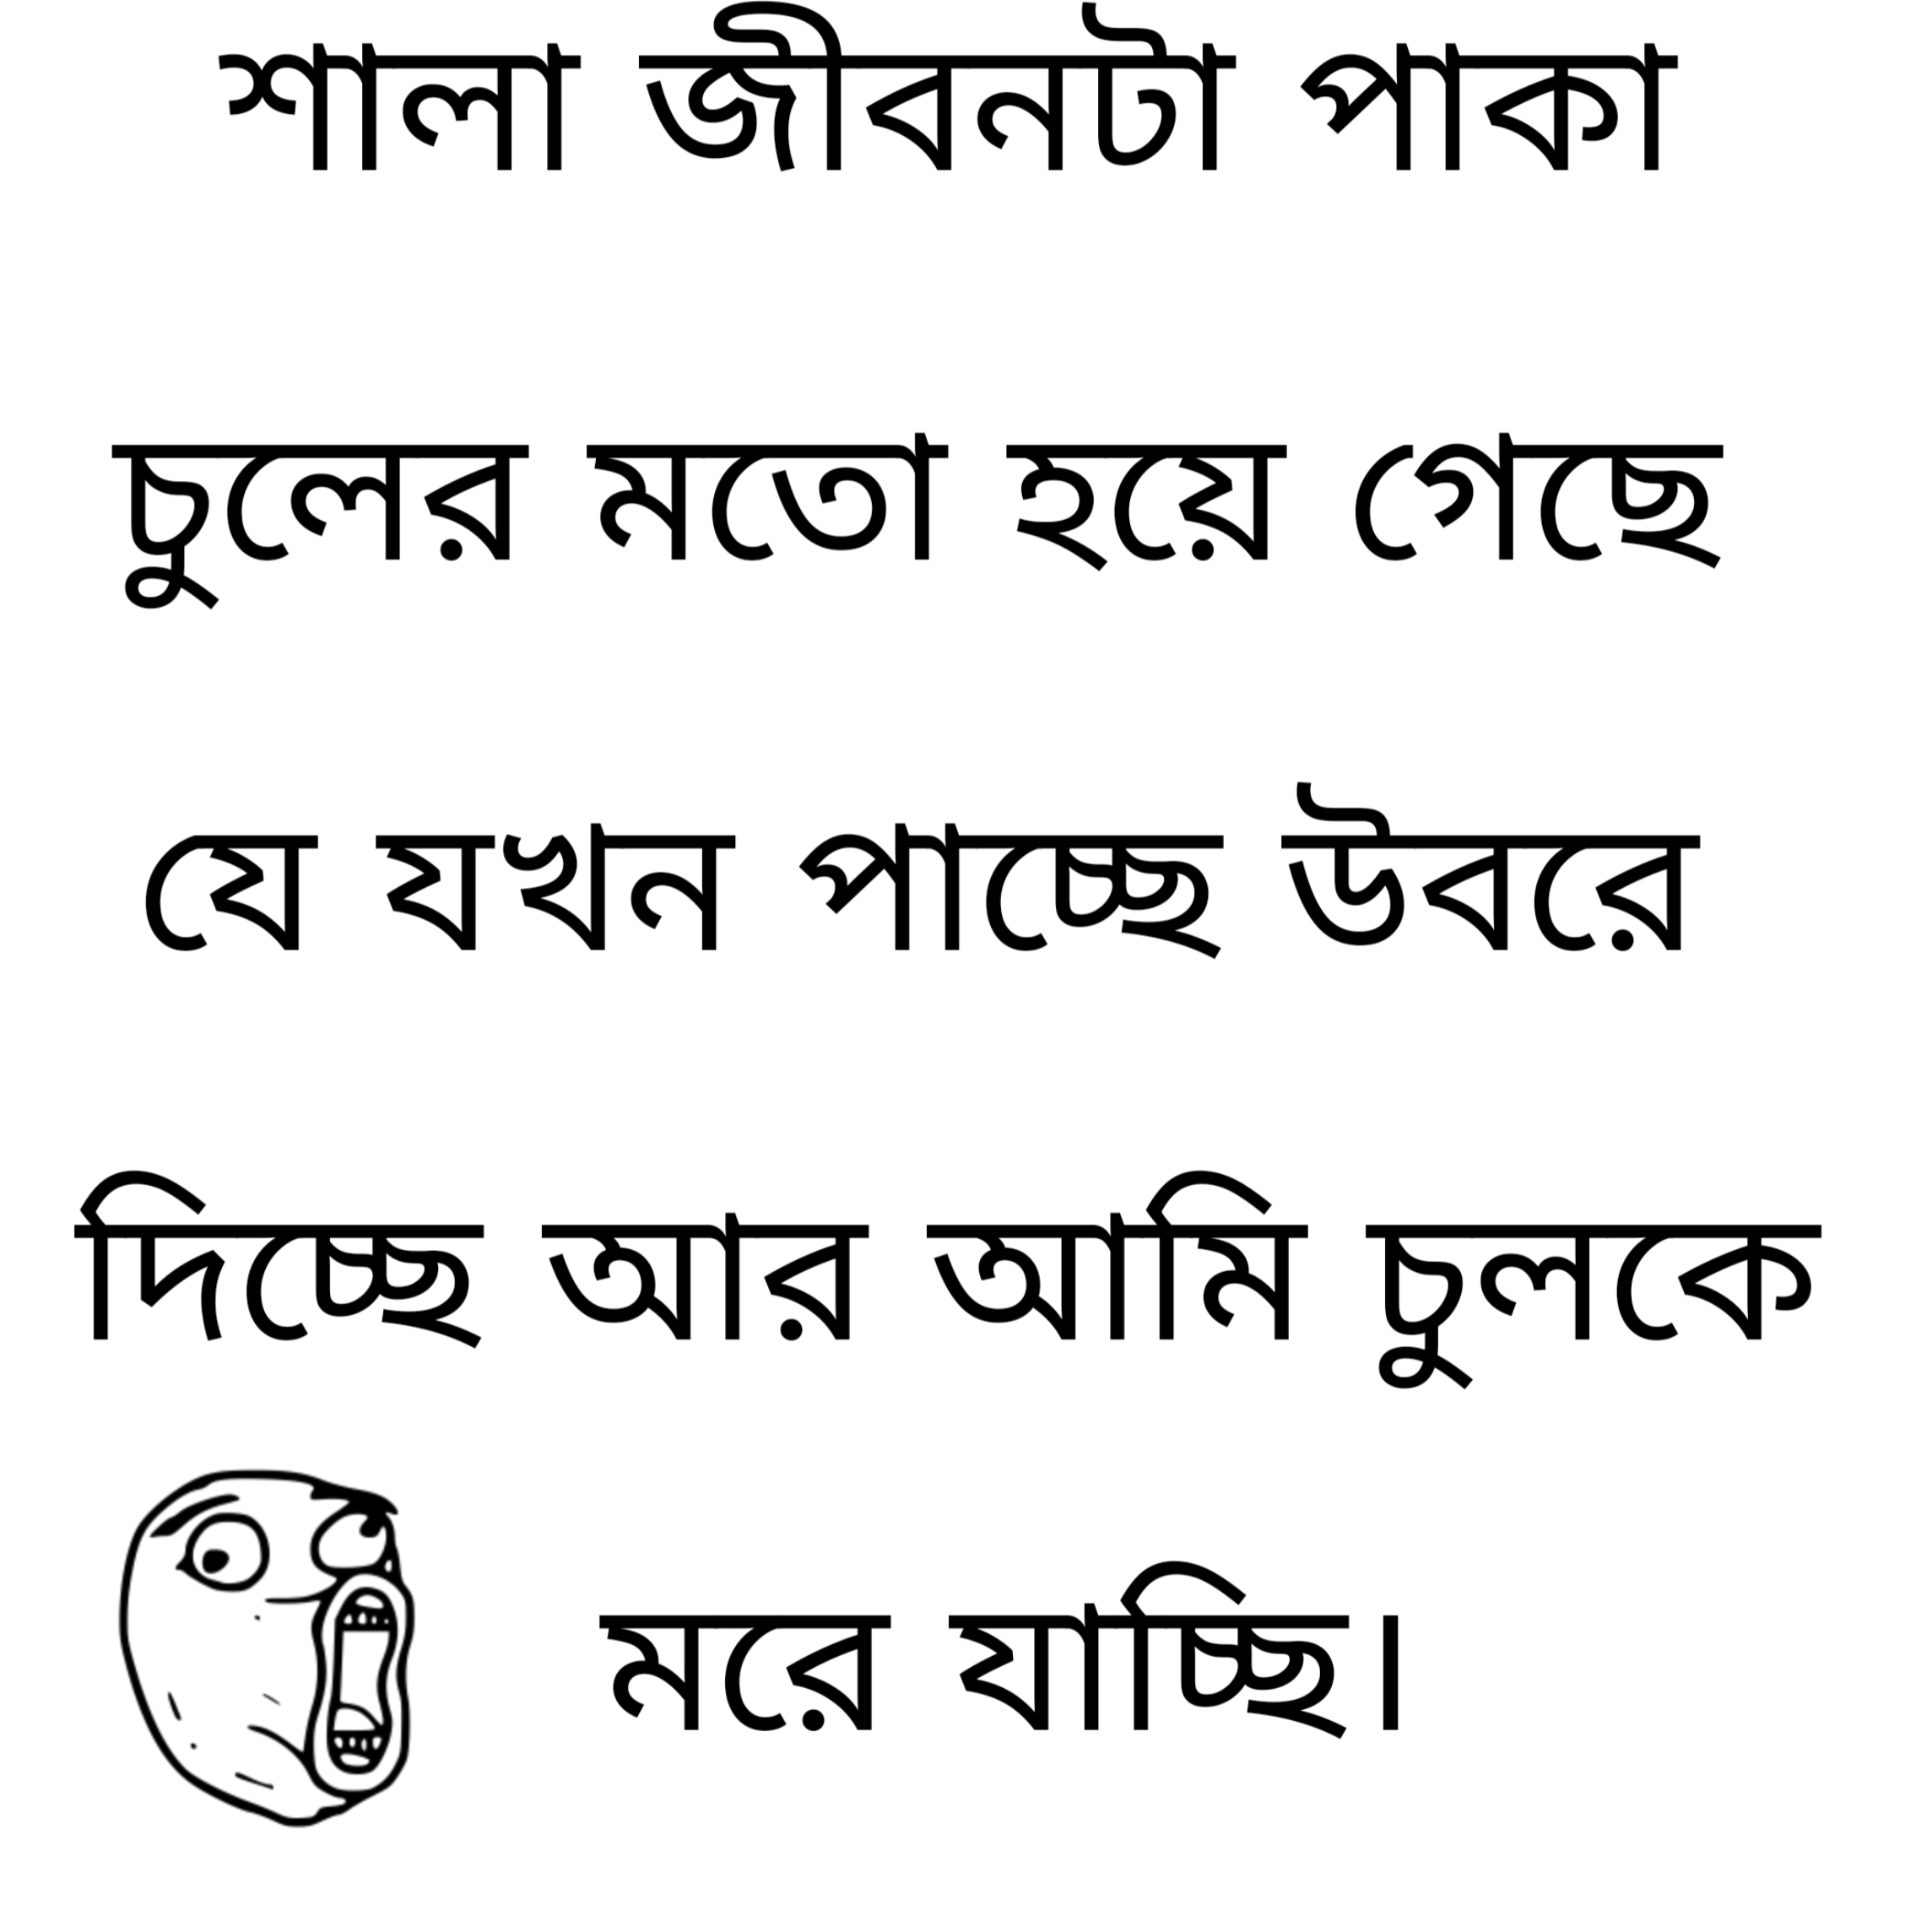 শালা জীবনটা পাকা
চুলের মতো হয়ে গেছে
যে যখন পাচ্ছে উবরে
দিচ্ছে আর আমি চুলকে
মরে যাচ্ছি।